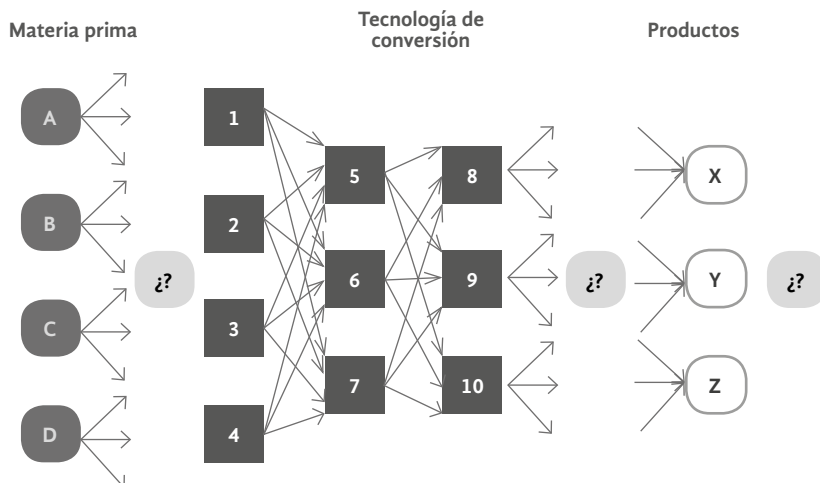 Materia prima
Tecnología de
conversión
Productos
A
B
C
D
¿?
1
2
3
4
5
6
7
8
9
10
¿?
X
Y
Z
¿?